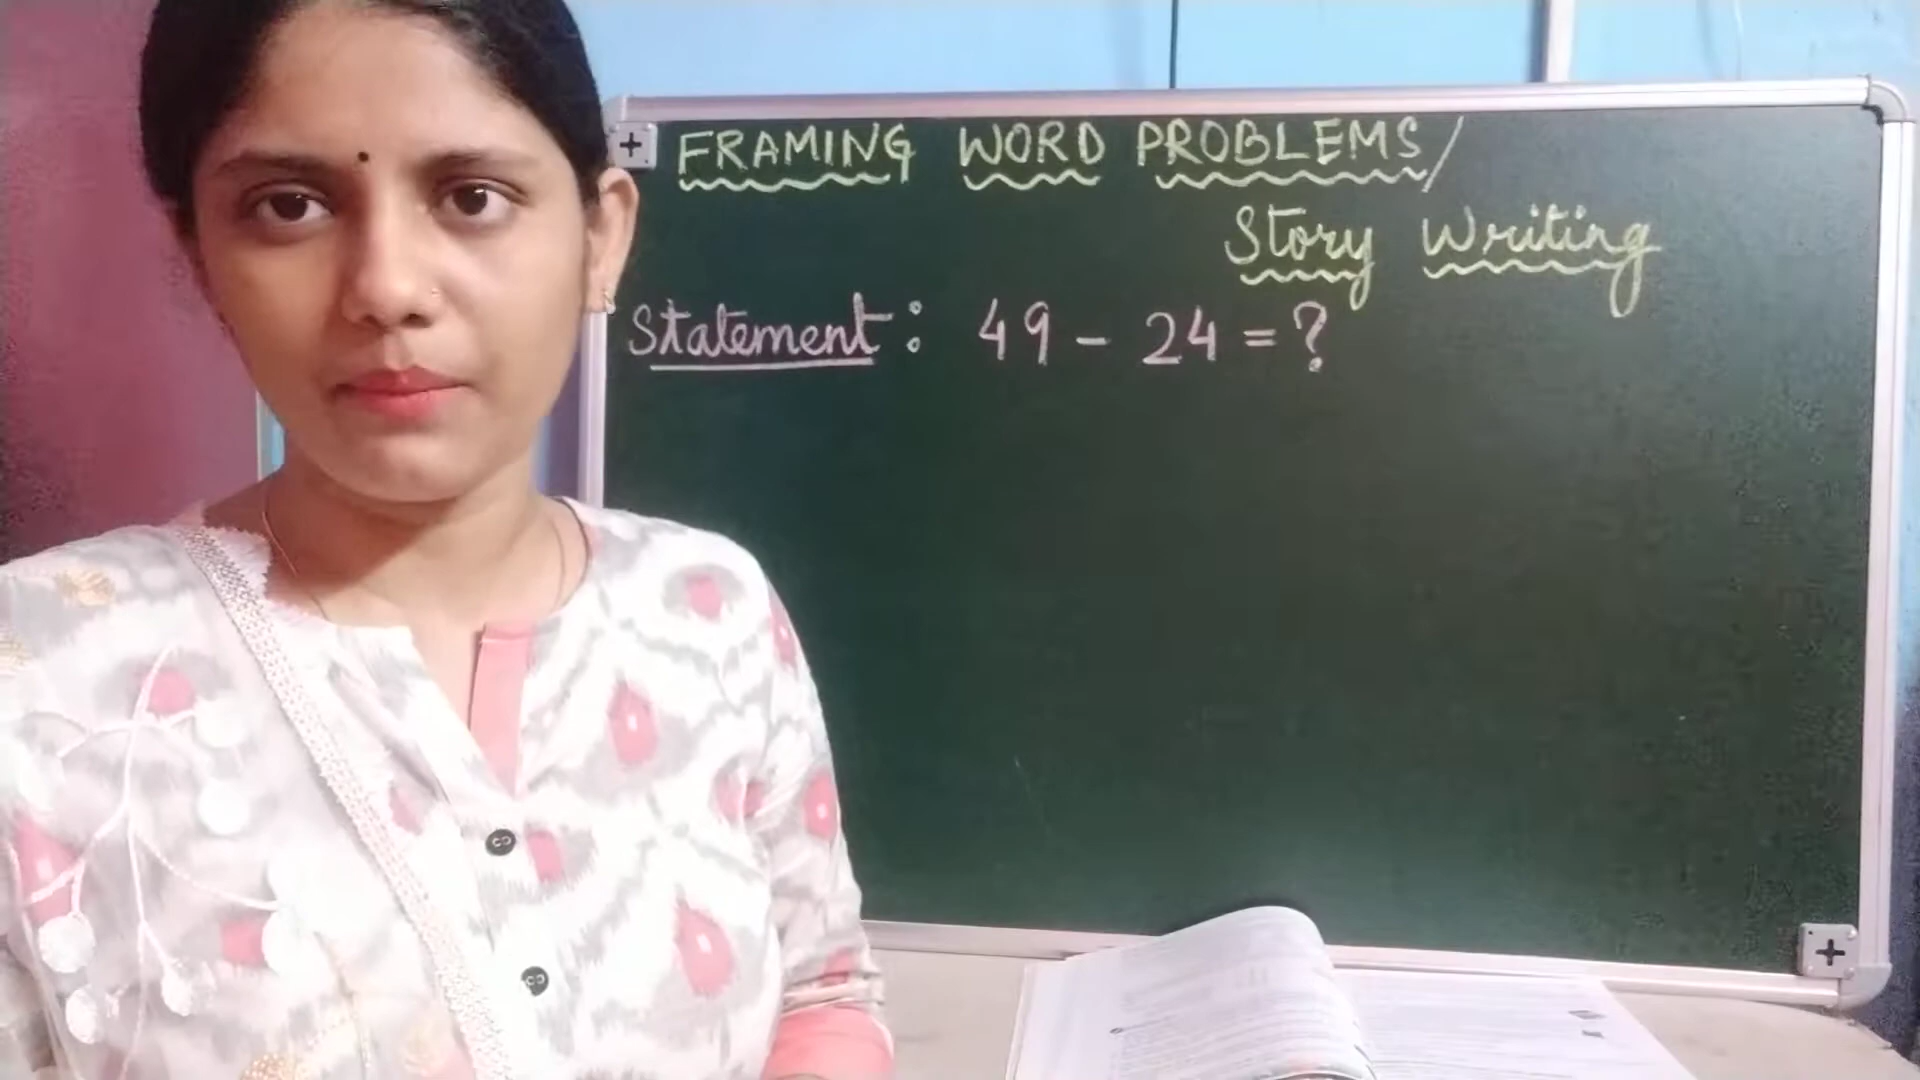 FRAMING WORD PROBLEMS/
Story Writing
Statement : 49 - 24 = ?